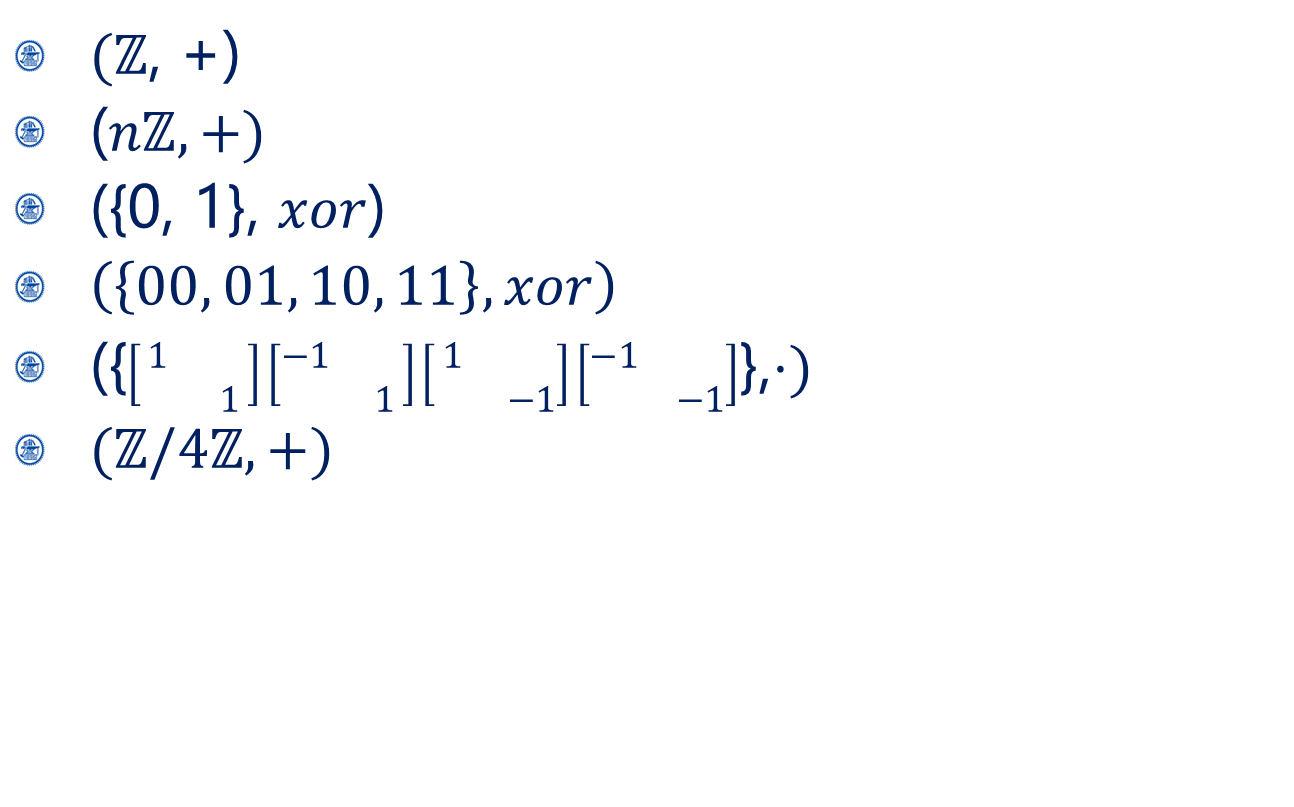 (ℤ, +)
(nℤ, +)
({0, 1}, xor)
({00, 01, 10, 11}, xor)
({[1 1][−1 1][1 −1][−1 −1]},·)
(ℤ/4ℤ, +)